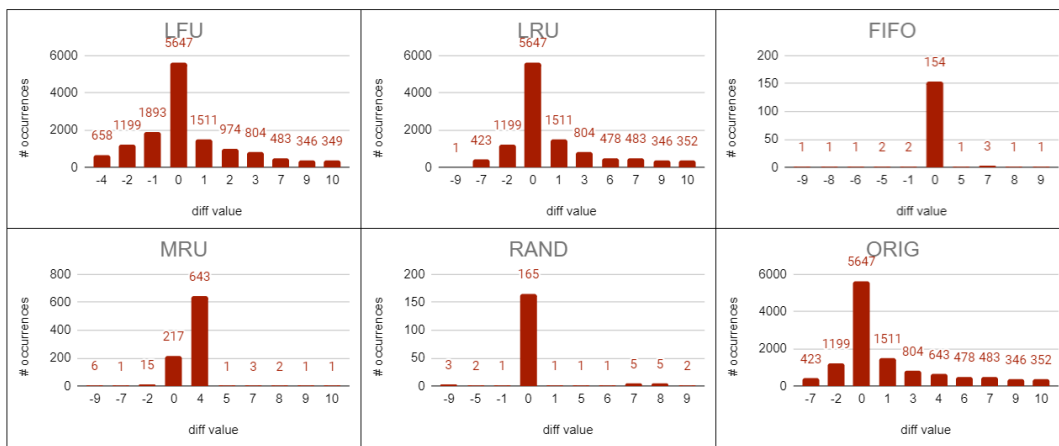 LFU
# occurrences
6000
4000
2000
0
658 1199 1893 5647 1511 974 804 483 346 349
-4 -2 -1 0 1 2 3 7 9 10
diff value
LRU
# occurrences
6000
4000
2000
0
1 423 1199 5647 1511 804 478 483 346 352
-9 -7 -2 0 1 3 6 7 9 10
diff value
FIFO
# occurrences
200
150
100
50
0
1 1 1 2 2 154 1 3 1 1
-9 -8 -6 -5 -1 0 5 7 8 9
diff value
MRU
# occurrences
800
600
400
200
0
6 1 15 217 643 1 3 2 1 1
-9 -7 -2 0 4 5 7 8 9 10
diff value
RAND
# occurrences
200
150
100
50
0
3 2 1 165 1 1 1 5 5 2
-9 -5 -1 0 1 5 6 7 8 9
diff value
ORIG
# occurrences
6000
4000
2000
0
423 1199 5647 1511 804 643 478 483 346 352
-7 -2 0 1 3 4 6 7 9 10
diff value